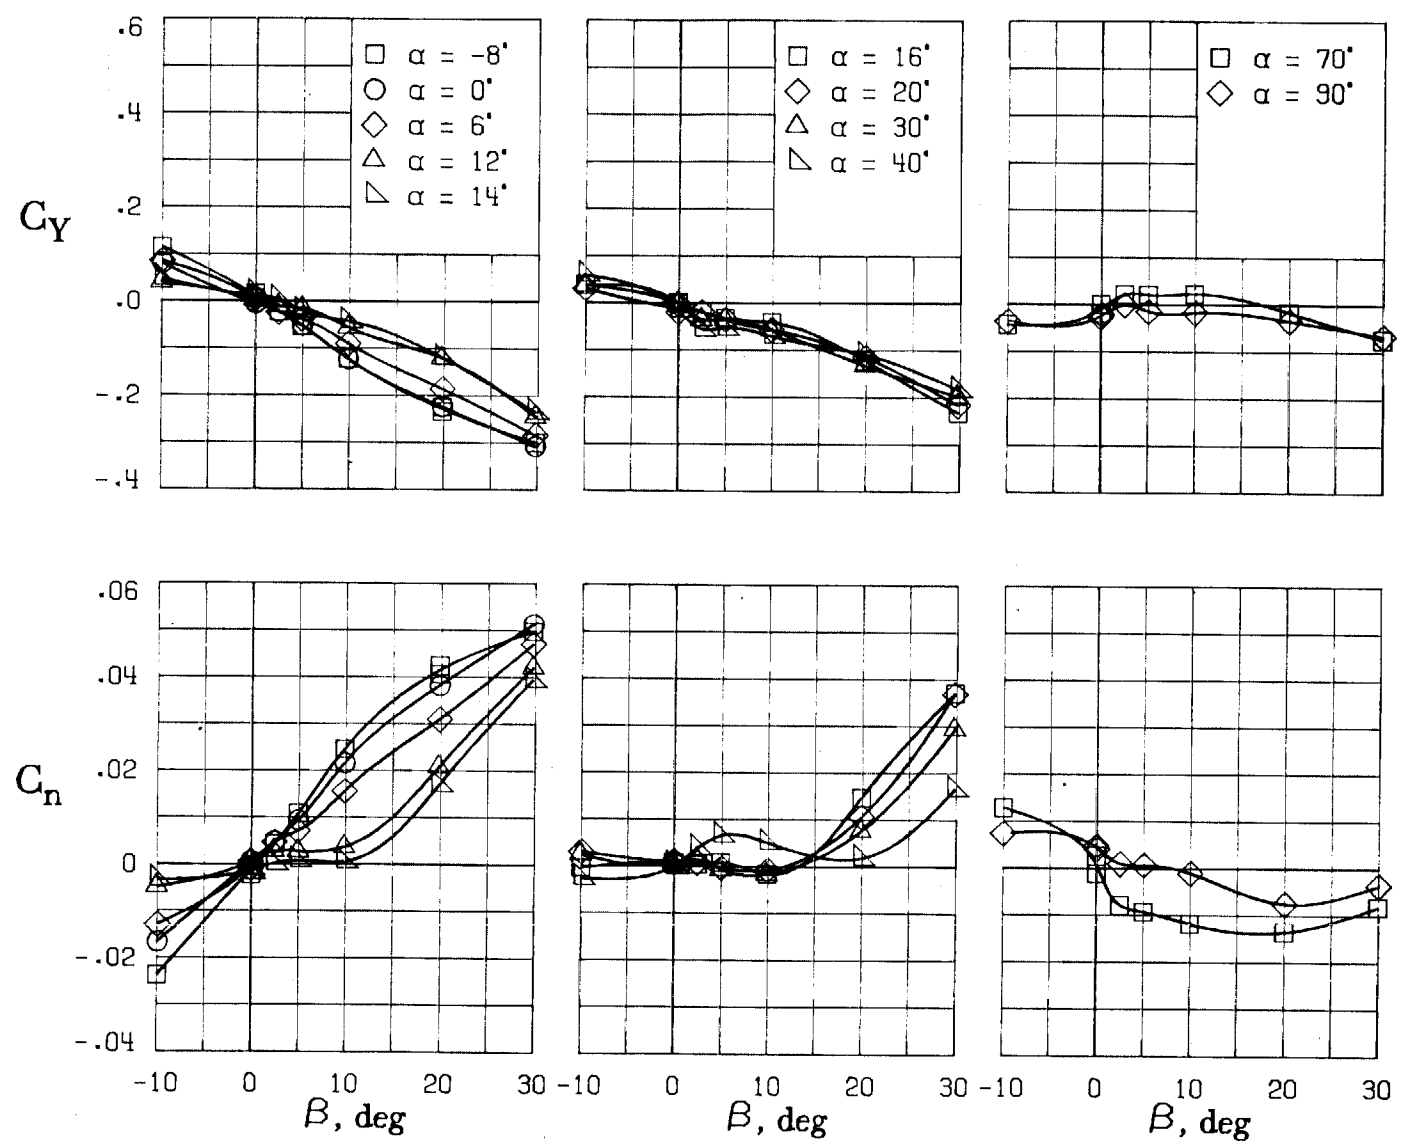 .6
.4
.2
.0
-.2
-.4
C_Y
α = -8°
α = 0°
α = 6°
α = 12°
α = 14°
α = 16°
α = 20°
α = 30°
α = 40°
α = 70°
α = 90°
.06
.04
.02
0
-.02
-.04
C_n
-10 0 10 20 30
β, deg
-10 0 10 20 30
β, deg
-10 0 10 20 30
β, deg